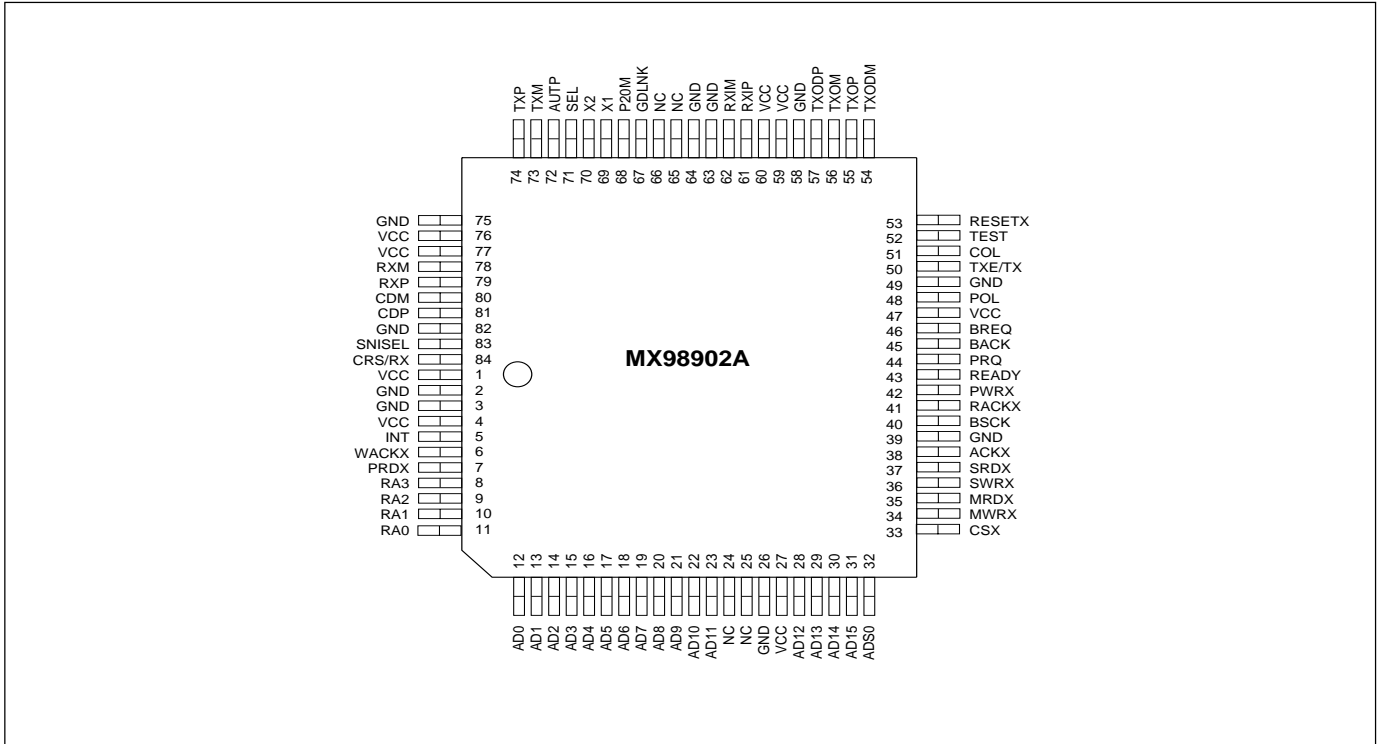 TXP TXM AUTP SEL X2 X1 P20M GDLNK NC NC GND GND RXIM RXIP VCC VCC GND TXODP TXOM TXOP TXODM
74 73 72 71 70 69 68 67 66 65 64 63 62 61 60 59 58 57 56 55 54
GND 75
VCC 76
VCC 77
RXM 78
RXP 79
CDM 80
CDP 81
GND 82
SNISEL 83
CRS/RX 84
VCC 1
GND 2
GND 3
VCC 4
INT 5
WACKX 6
PRDX 7
RA3 8
RA2 9
RA1 10
RA0 11
MX98902A
53 RESETX
52 TEST
51 COL
50 TXE/TX
49 GND
48 POL
47 VCC
46 BREQ
45 BACK
44 PRQ
43 READY
42 PWRX
41 RACKX
40 BSCK
39 GND
38 ACKX
37 SRDX
36 SWRX
35 MRDX
34 MWRX
33 CSX
12 13 14 15 16 17 18 19 20 21 22 23 24 25 26 27 28 29 30 31 32
AD0 AD1 AD2 AD3 AD4 AD5 AD6 AD7 AD8 AD9 AD10 AD11 NC NC GND VCC AD12 AD13 AD14 AD15 ADS0